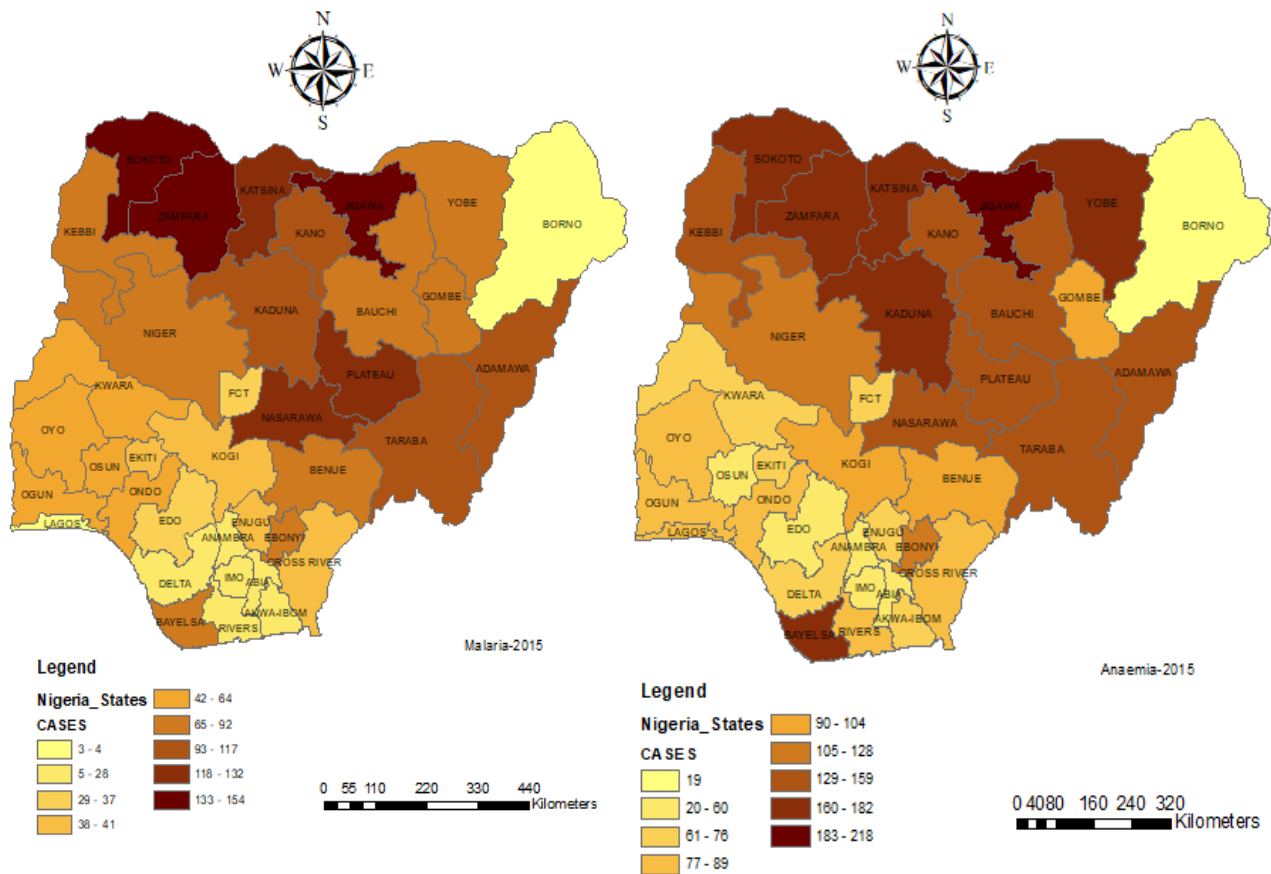 N
W E
S
SOKOTO
KATSINA
ZAMFARA
JIGAWA
YOBE
KANO
BORNO
KEBBI
GOMBE
KADUNA
BAUCHI
NIGER
ADAMAWA
PLATEAU
FCT
KWARA
NASARAWA
OYO
TARABA
KOGI
EKITI
OSUN
BENUE
OGUN
ONDO
EDO
LAGOS
ENUGU
ANAMBRA
EBONYI
CROSS RIVER
IMO
ABIA
DELTA
AKWA-IBOM
BAYELSA
RIVERS
Malaria-2015
Legend
Nigeria_States
CASES
3 - 4
5 - 28
29 - 37
38 - 41
42 - 64
65 - 92
93 - 117
118 - 132
133 - 154
0 55 110 220 330 440
Kilometers
N
W E
S
SOKOTO
KATSINA
ZAMFARA
JIGAWA
YOBE
KANO
BORNO
KEBBI
GOMBE
KADUNA
BAUCHI
NIGER
ADAMAWA
PLATEAU
FCT
KWARA
NASARAWA
OYO
TARABA
KOGI
EKITI
OSUN
BENUE
OGUN
ONDO
EDO
LAGOS
ENUGU
ANAMBRA
EBONYI
CROSS RIVER
IMO
ABIA
DELTA
AKWA-IBOM
BAYELSA
RIVERS
Anaemia-2015
Legend
Nigeria_States
CASES
19
20 - 60
61 - 76
77 - 89
90 - 104
105 - 128
129 - 159
160 - 182
183 - 218
0 40 80 160 240 320
Kilometers